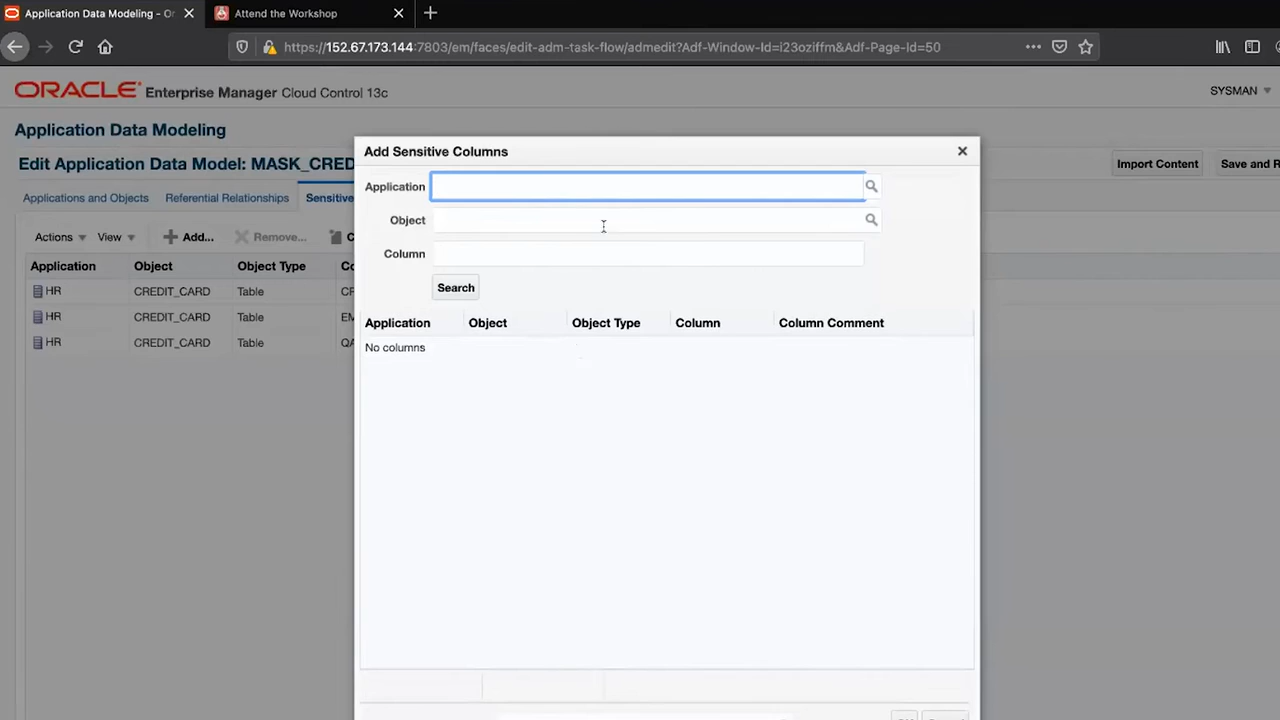 Application Data Modeling - Or
Attend the Workshop
https://152.67.173.144:7803/em/faces/edit-adm-task-flow/admedit?Adf-Window-Id=i23oziffm&Adf-Page-Id=50
ORACLE Enterprise Manager Cloud Control 13c
SYSMAN
Application Data Modeling
Edit Application Data Model: MASK_CRED
Import Content
Save and R
Applications and Objects
Referential Relationships
Sensitive
Actions
View
Add...
Remove...
Application Object Object Type
HR CREDIT_CARD Table
HR CREDIT_CARD Table
HR CREDIT_CARD Table
Add Sensitive Columns
Application
Object
Column
Search
Application Object Object Type Column Column Comment
No columns